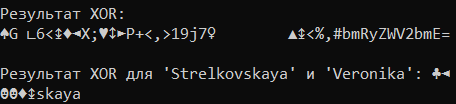 Результат XOR:
♠G ∟6<↨♦◄X;♥↕►P+<,>19j7♀       ▲↨<%,#bmRyZWV2bmE=

Результат XOR для 'Strelkovskaya' и 'Veronika': ♣◄
☻☻♦↨skaya